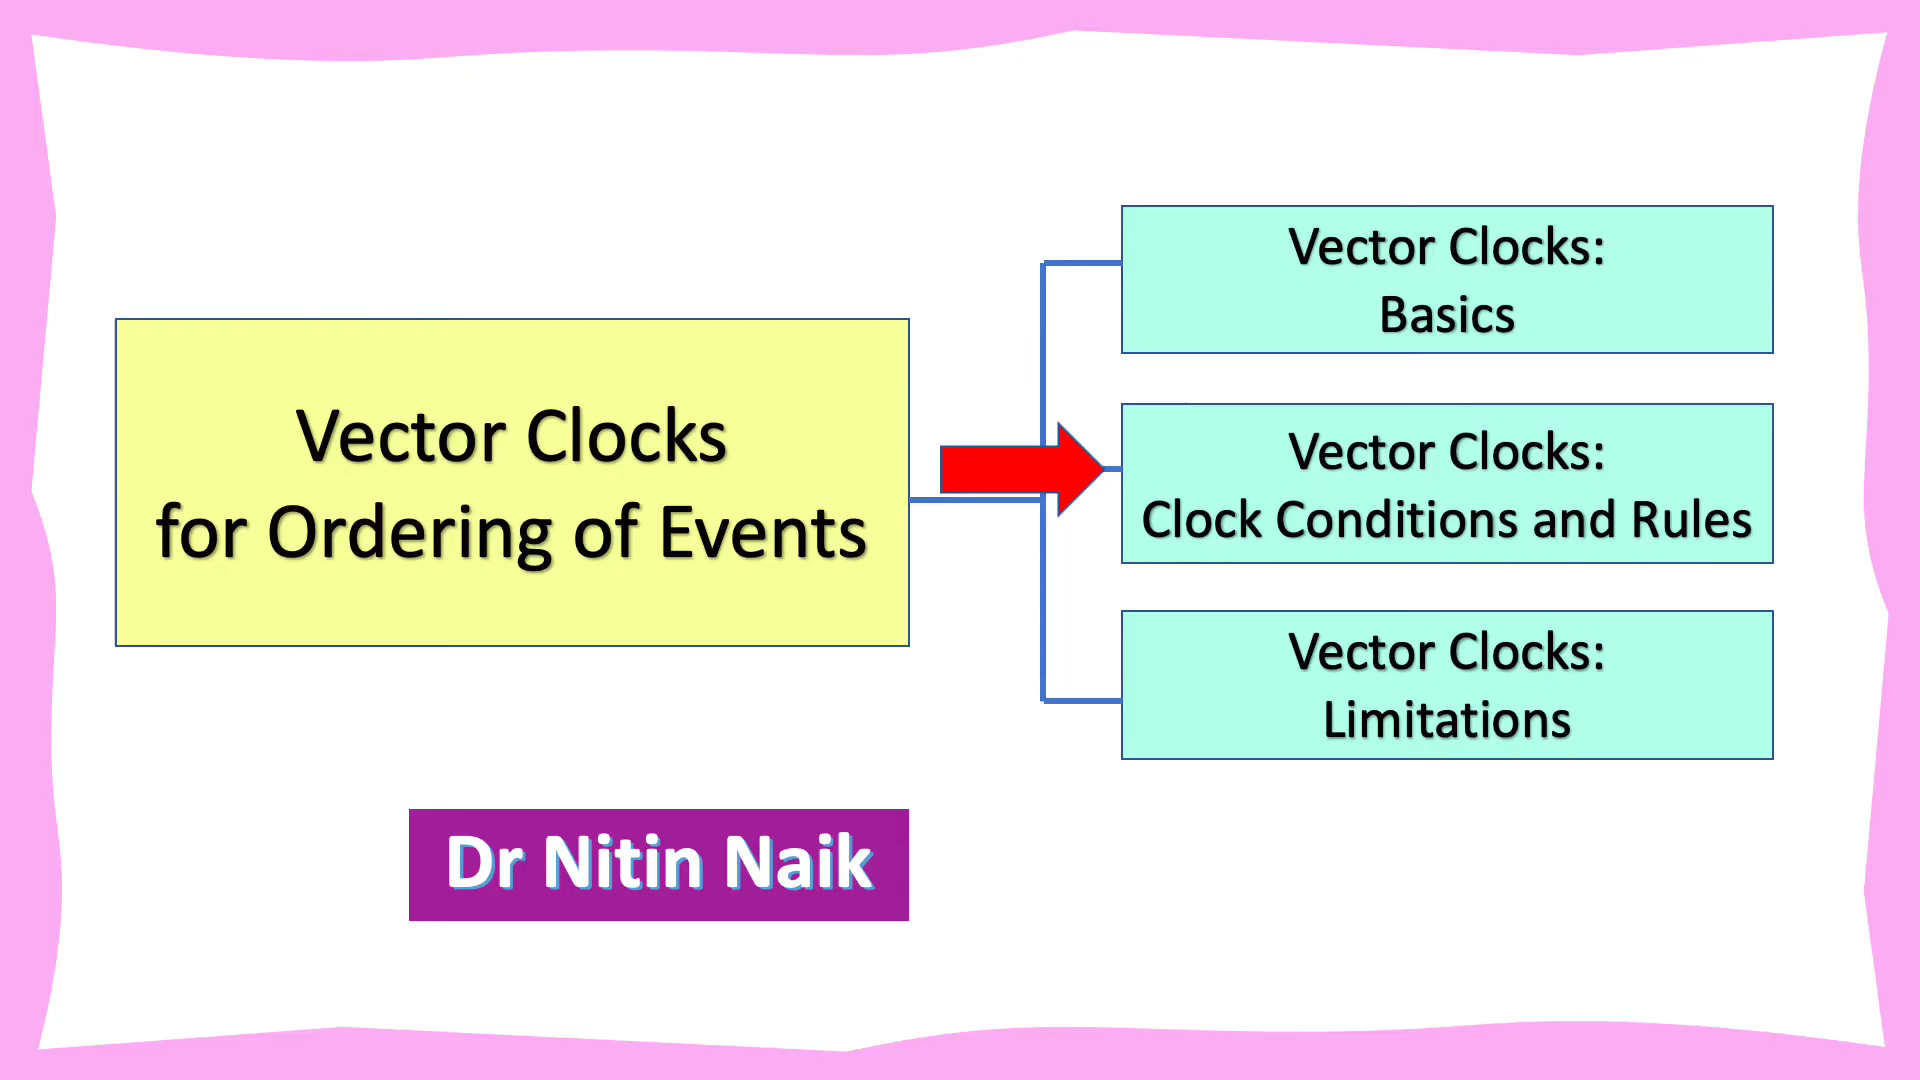 Vector Clocks
for Ordering of Events
Vector Clocks:
Basics
Vector Clocks:
Clock Conditions and Rules
Vector Clocks:
Limitations
Dr Nitin Naik